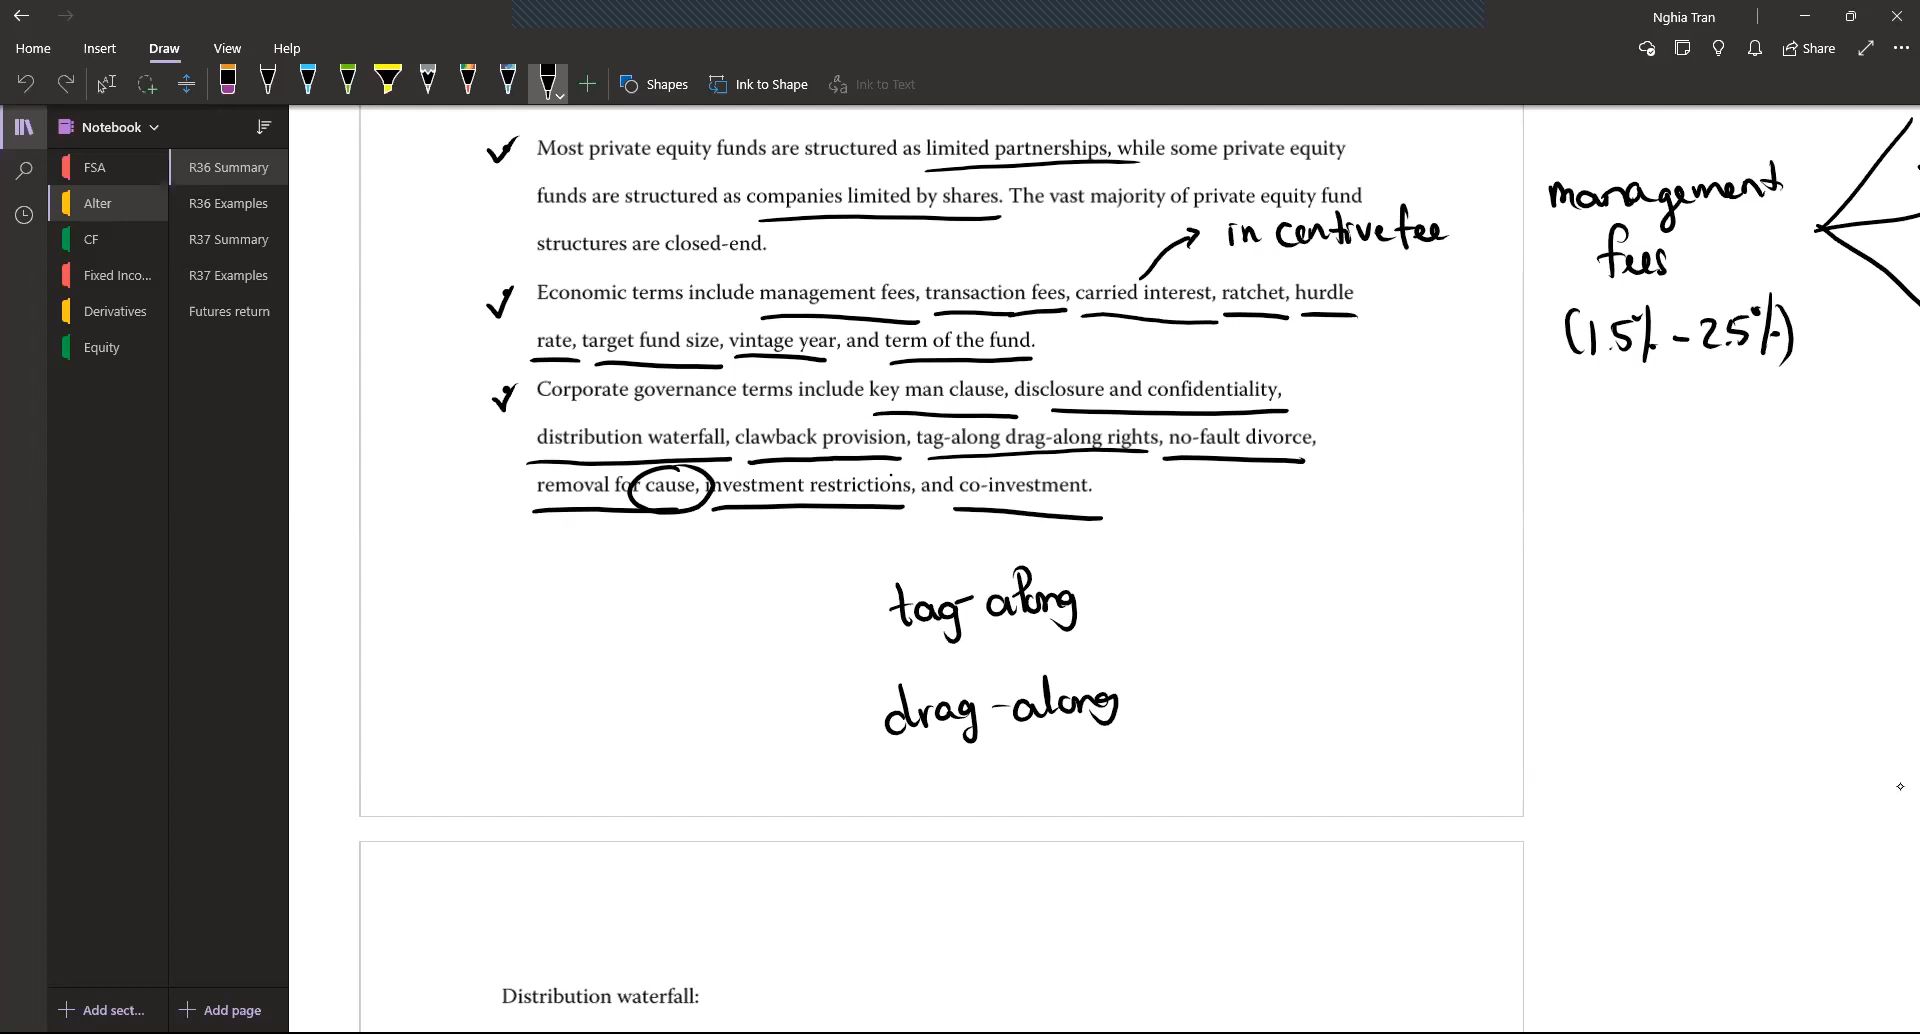 Nghia Tran
Home Insert Draw View Help
Share
Shapes Ink to Shape Ink to Text
Notebook
FSA
Alter
CF
Fixed Inco...
Derivatives
Equity
R36 Summary
R36 Examples
R37 Summary
R37 Examples
Futures return
Most private equity funds are structured as limited partnerships, while some private equity
funds are structured as companies limited by shares. The vast majority of private equity fund
structures are closed-end.
incentive fee
Economic terms include management fees, transaction fees, carried interest, ratchet, hurdle
rate, target fund size, vintage year, and term of the fund.
Corporate governance terms include key man clause, disclosure and confidentiality,
distribution waterfall, clawback provision, tag-along drag-along rights, no-fault divorce,
removal for cause, investment restrictions, and co-investment.
tag-along
drag-along
management
fees
(1.5% - 2.5%)
Distribution waterfall:
Add sect...
Add page